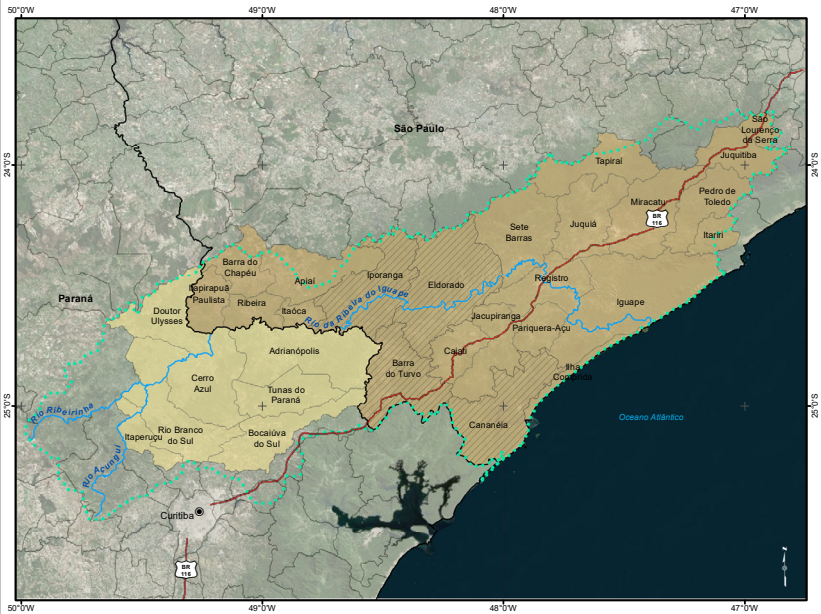 50°0'W
49°0'W
48°0'W
47°0'W
São Paulo
São
Lourenço
da Serra
24°0'S
24°0'S
Tapiraí
Juquitiba
Pedro de
Toledo
Miracatu
BR
116
Juquiá
Sete
Barras
Itariri
Barra do
Chapéu
Iporanga
Apiaí
Eldorado
Registro
Itapirapuã
Paulista
Ribeira
Itaóca
Rio da Ribeira do Iguape
Iguape
Paraná
Doutor
Ulysses
Jacupiranga
Pariquera-Açu
Adrianópolis
Cajati
Barra
do Turvo
Ilha
Comprida
Cerro
Azul
Tunas do
Paraná
25°0'S
25°0'S
Rio Ribeirinha
Oceano Atlântico
Cananéia
Itaperuçu
Rio Branco
do Sul
Bocaiúva
do Sul
Rio Açungui
Curitiba
BR
116
N
50°0'W
49°0'W
48°0'W
47°0'W